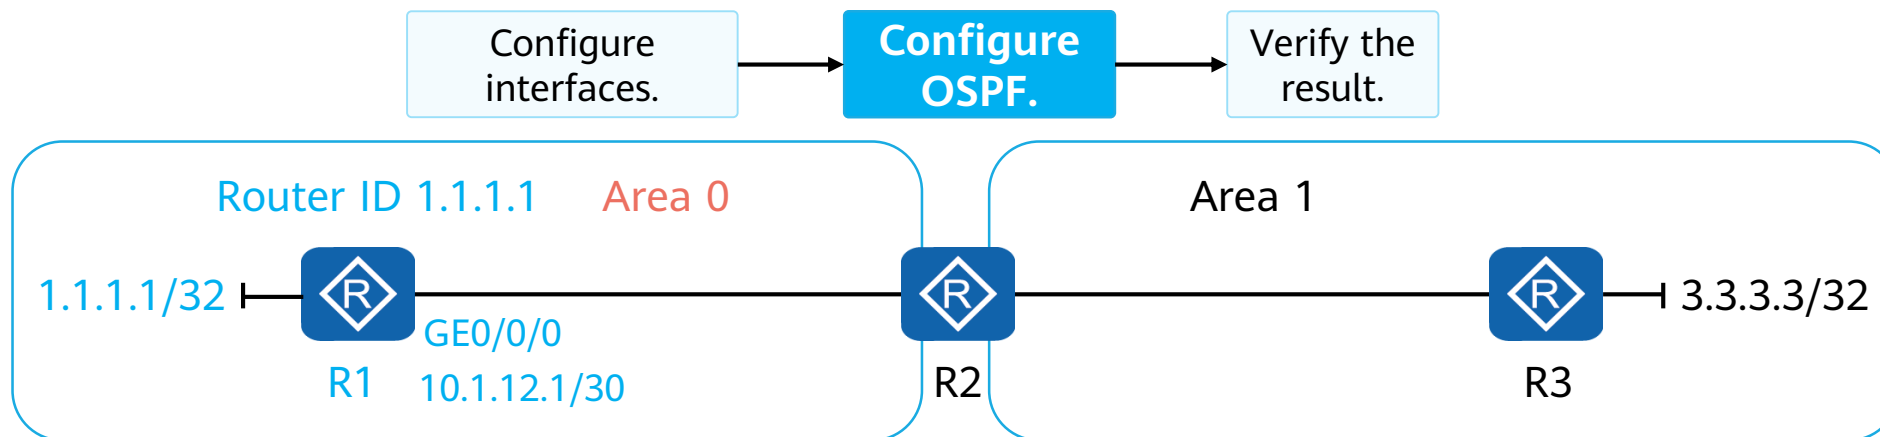 Configure
interfaces.
Configure
OSPF.
Verify the
result.
Router ID 1.1.1.1
Area 0
Area 1
1.1.1.1/32
R
R
R
3.3.3.3/32
GE0/0/0
R1
10.1.12.1/30
R2
R3